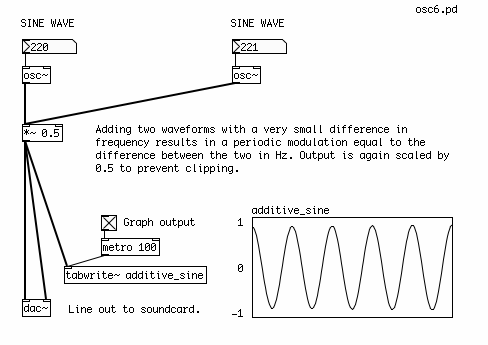 osc6.pd
SINE WAVE
SINE WAVE
220
221
osc~
osc~
*~ 0.5
Adding two waveforms with a very small difference in
frequency results in a periodic modulation equal to the
difference between the two in Hz. Output is again scaled by
0.5 to prevent clipping.
additive_sine
Graph output
1
metro 100
0
tabwrite~ additive_sine
dac~
Line out to soundcard.
-1